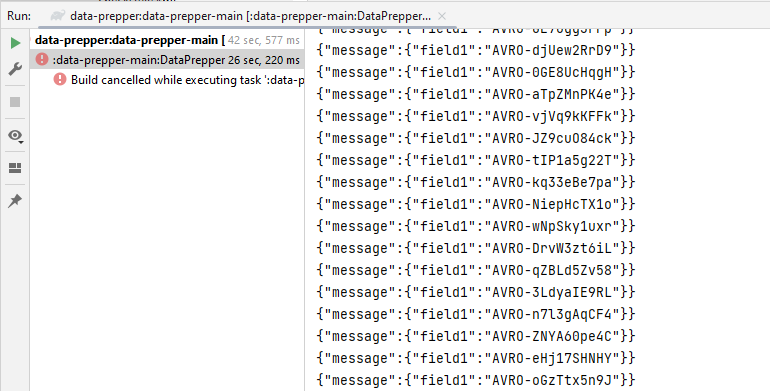 Run:
data-prepper:data-prepper-main [:data-prepper-main:DataPrepper...
data-prepper:data-prepper-main [ 42 sec, 577 ms
:data-prepper-main:DataPrepper 26 sec, 220 ms
Build cancelled while executing task ':data-p
{"message":{"field1":"AVRO-djUew2RrD9"}}
{"message":{"field1":"AVRO-0GE8UcHqgH"}}
{"message":{"field1":"AVRO-aTpZMnPK4e"}}
{"message":{"field1":"AVRO-vjVq9kKFFk"}}
{"message":{"field1":"AVRO-JZ9cuO84ck"}}
{"message":{"field1":"AVRO-tIP1a5g22T"}}
{"message":{"field1":"AVRO-kq33eBe7pa"}}
{"message":{"field1":"AVRO-NiepHcTX1o"}}
{"message":{"field1":"AVRO-wNpSky1uxr"}}
{"message":{"field1":"AVRO-DrvW3zt6iL"}}
{"message":{"field1":"AVRO-qZBLd5Zv58"}}
{"message":{"field1":"AVRO-3LdyaIE9RL"}}
{"message":{"field1":"AVRO-n7l3gAqCF4"}}
{"message":{"field1":"AVRO-ZNYA60pe4C"}}
{"message":{"field1":"AVRO-eHj17SHNHY"}}
{"message":{"field1":"AVRO-oGzTtx5n9J"}}